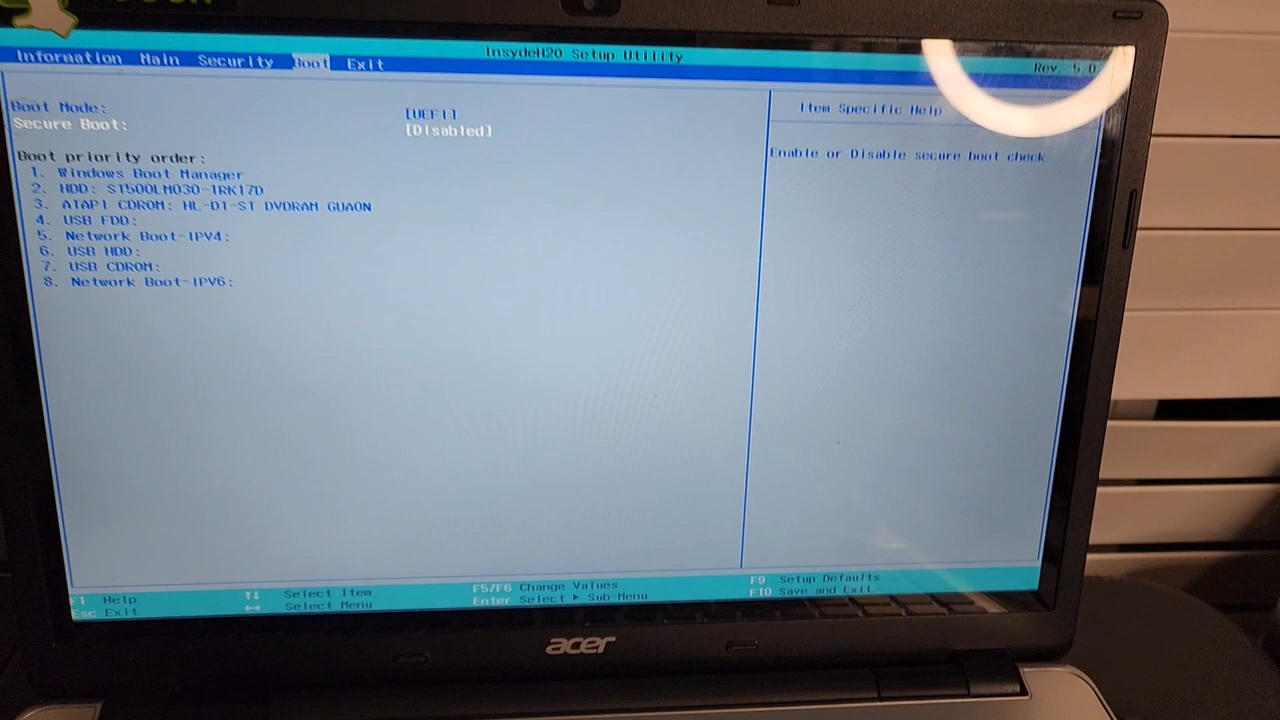 InsydeH20 Setup Utility
Rev. 5.0
Information Main Security Boot Exit
Boot Mode: [UEFI]
Secure Boot: [Disabled]
Boot priority order:
1. Windows Boot Manager
2. HDD: ST500LM030-1RK17D
3. ATAPI CDROM: HL-DT-ST DVDRAM GUA0N
4. USB FDD:
5. Network Boot-IPV4:
6. USB HDD:
7. USB CDROM:
8. Network Boot-IPV6:
Item Specific Help
Enable or Disable secure boot check
F1 Help
Esc Exit
↑↓ Select Item
↔ Select Menu
F5/F6 Change Values
Enter Select ▶ Sub-Menu
F9 Setup Defaults
F10 Save and Exit
acer